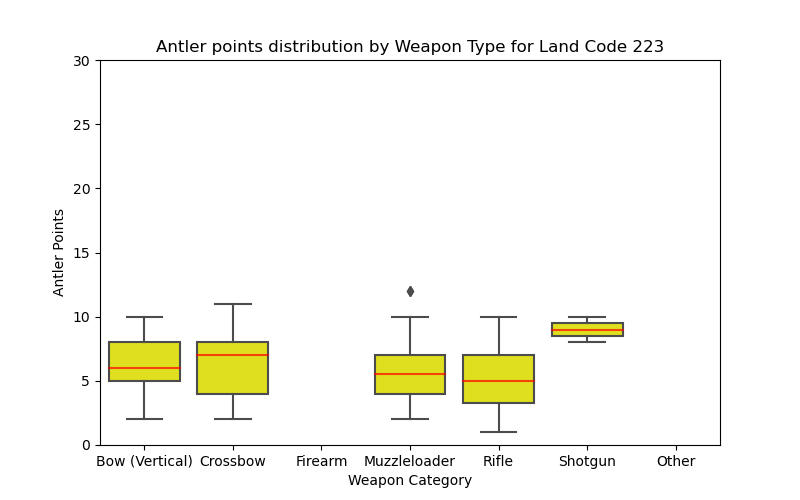 Antler points distribution by Weapon Type for Land Code 223
30
25
20
15
10
5
0
Antler Points
Bow (Vertical) Crossbow Firearm Muzzleloader Rifle Shotgun Other
Weapon Category